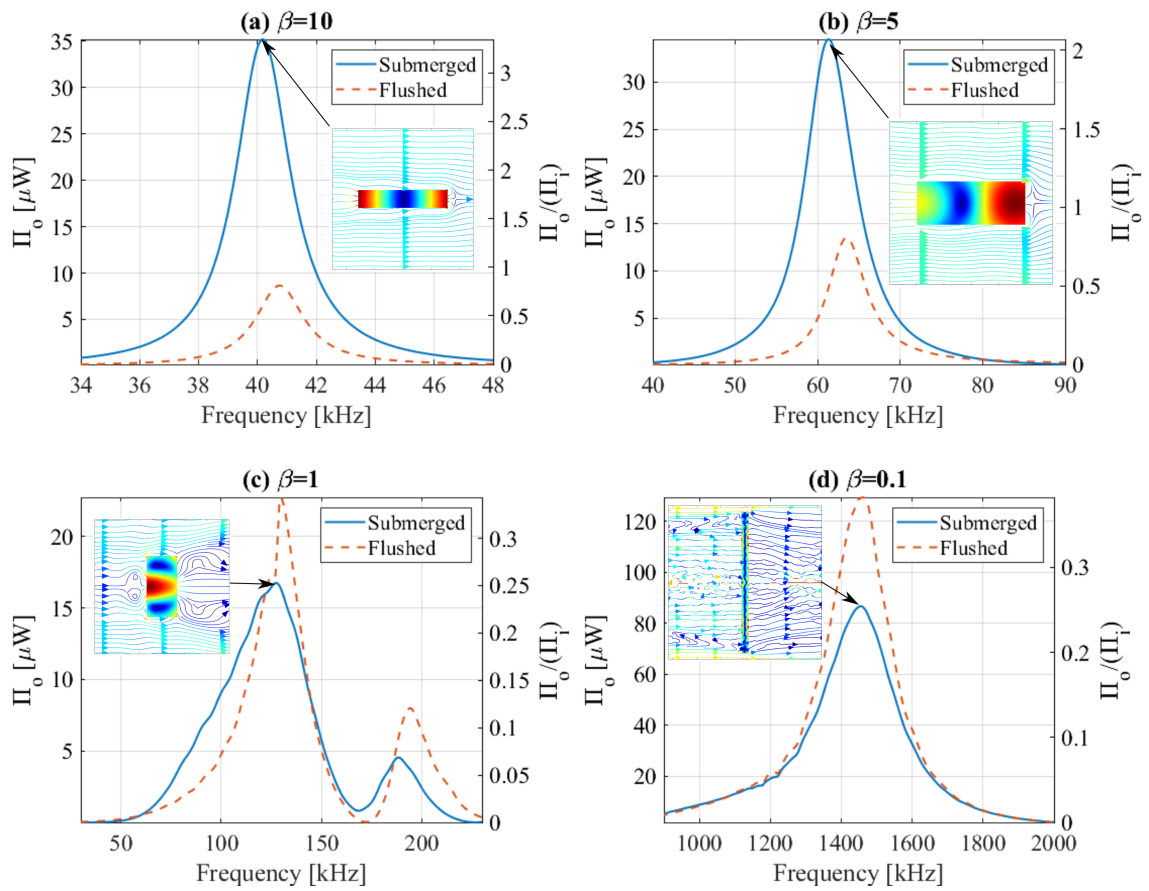 (a) β=10
Π_o [μW]
35
30
25
20
15
10
5
Submerged
Flushed
3
2.5
2
1.5
1
0.5
0
Π_o/(Π_i)
34 36 38 40 42 44 46 48
Frequency [kHz]
(b) β=5
Π_o [μW]
30
25
20
15
10
5
Submerged
Flushed
2
1.5
1
0.5
0
Π_o/(Π_i)
40 50 60 70 80 90
Frequency [kHz]
(c) β=1
Π_o [μW]
20
15
10
5
Submerged
Flushed
0.3
0.25
0.2
0.15
0.1
0.05
0
Π_o/(Π_i)
50 100 150 200
Frequency [kHz]
(d) β=0.1
Π_o [μW]
120
100
80
60
40
20
Submerged
Flushed
0.3
0.2
0.1
0
Π_o/(Π_i)
1000 1200 1400 1600 1800 2000
Frequency [kHz]